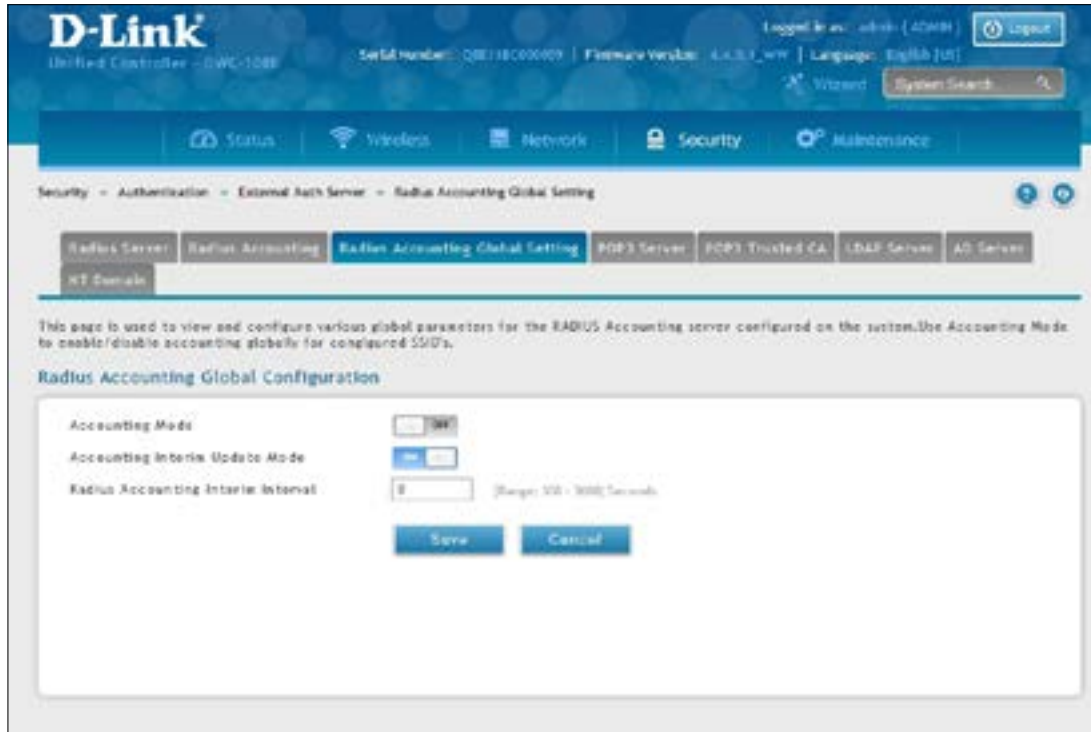 D-Link
Unified Controller - DWC-1000
Logged in as: admin ( ADMIN )
Logout
Serial Number: | Firmware Version: | Language: English [US]
Wizard
System Search
Status
Wireless
Network
Security
Maintenance
Security » Authentication » External Auth Server » Radius Accounting Global Setting
Radius Server
Radius Accounting
Radius Accounting Global Setting
POP3 Server
POP3 Trusted CA
LDAP Server
AD Server
NT Domain
This page is used to view and configure various global parameters for the RADIUS Accounting server configured on the system.Use Accounting Mode
to enable/disable accounting globally for congigured SSID's.
Radius Accounting Global Configuration
Accounting Mode
OFF
Accounting Interim Update Mode
ON
Radius Accounting Interim Interval
0
Seconds
Save
Cancel